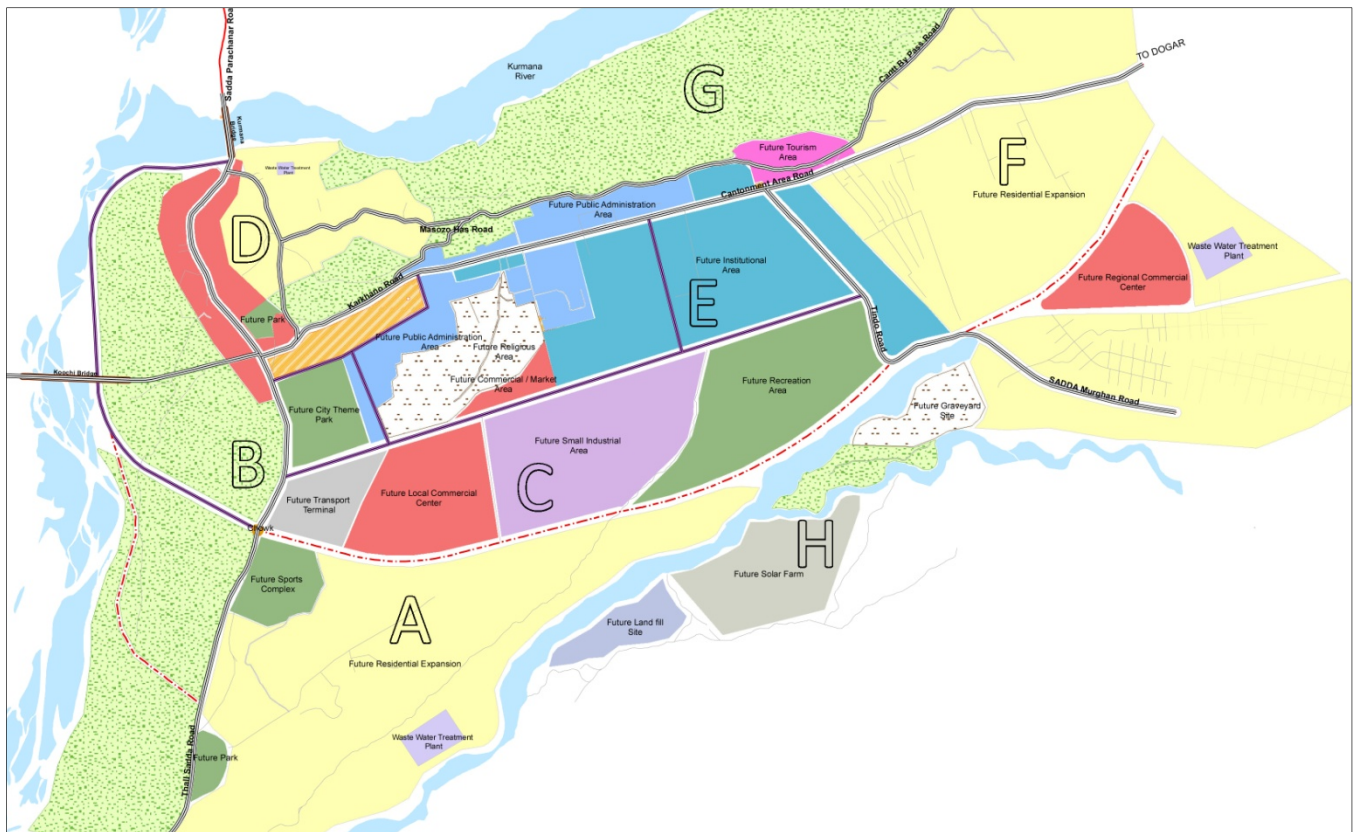 Sadda Parachanar Road
Kurmana
Bridge
Kurmana
River
G
Cantt By Pass Road
TO DOGAR
Waste Water Treatment
Plant
Future Tourism
Area
F
Future Residential Expansion
Cantonment Area Road
D
Future Public Administration
Area
Masozo Has Road
Waste Water Treatment
Plant
Future Institutional
Area
Future Regional Commercial
Center
E
Karkhano Road
Future Park
Future Public Administration
Area
Future Religious
Area
Tindo Road
Koochi Bridge
Future Commercial / Market
Area
Future Recreation
Area
SADDA Murghan Road
Future City Theme
Park
Future Graveyard
Site
B
Future Small Industrial
Area
C
Future Transport
Terminal
Future Local Commercial
Center
Chowk
H
Future Solar Farm
Future Sports
Complex
A
Future Land fill
Site
Future Residential Expansion
Waste Water Treatment
Plant
Thall Sadda Road
Future Park